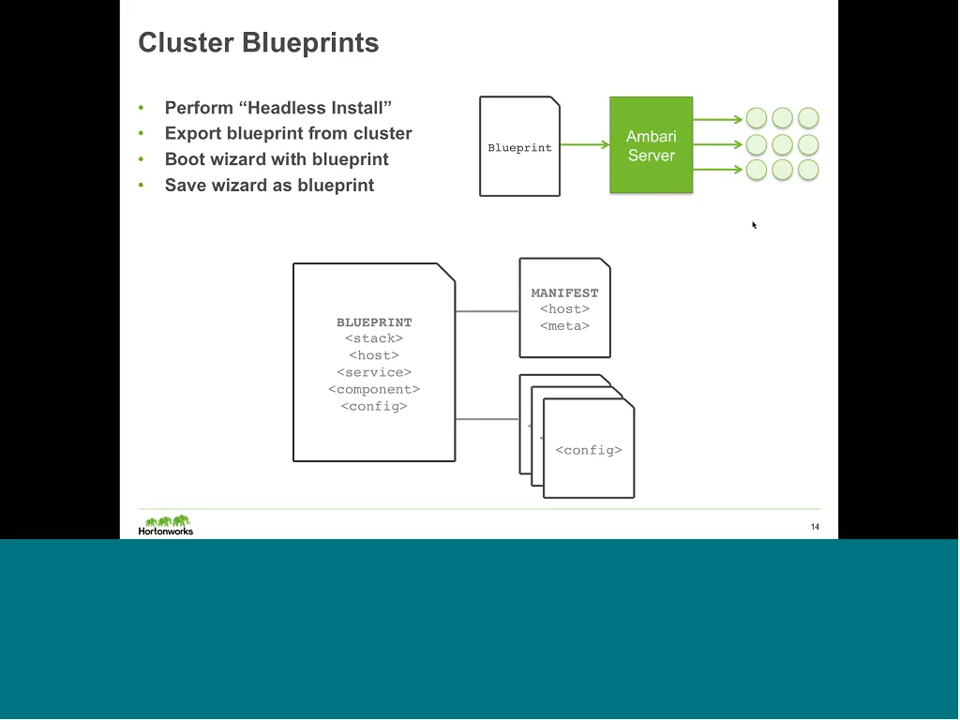 Cluster Blueprints
• Perform “Headless Install”
• Export blueprint from cluster
• Boot wizard with blueprint
• Save wizard as blueprint
Blueprint
Ambari
Server
BLUEPRINT
<stack>
<host>
<service>
<component>
<config>
MANIFEST
<host>
<meta>
<config>
Hortonworks
14